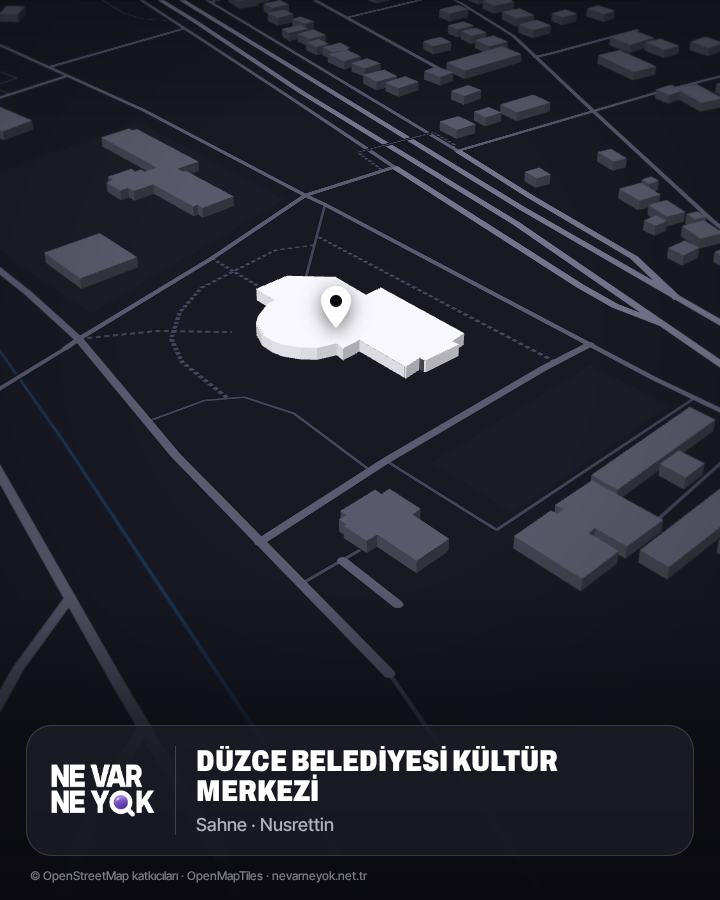 NE VAR
NE YOK
DÜZCE BELEDİYESİ KÜLTÜR
MERKEZİ
Sahne · Nusrettin
© OpenStreetMap katkıcıları · OpenMapTiles · nevarneyok.net.tr